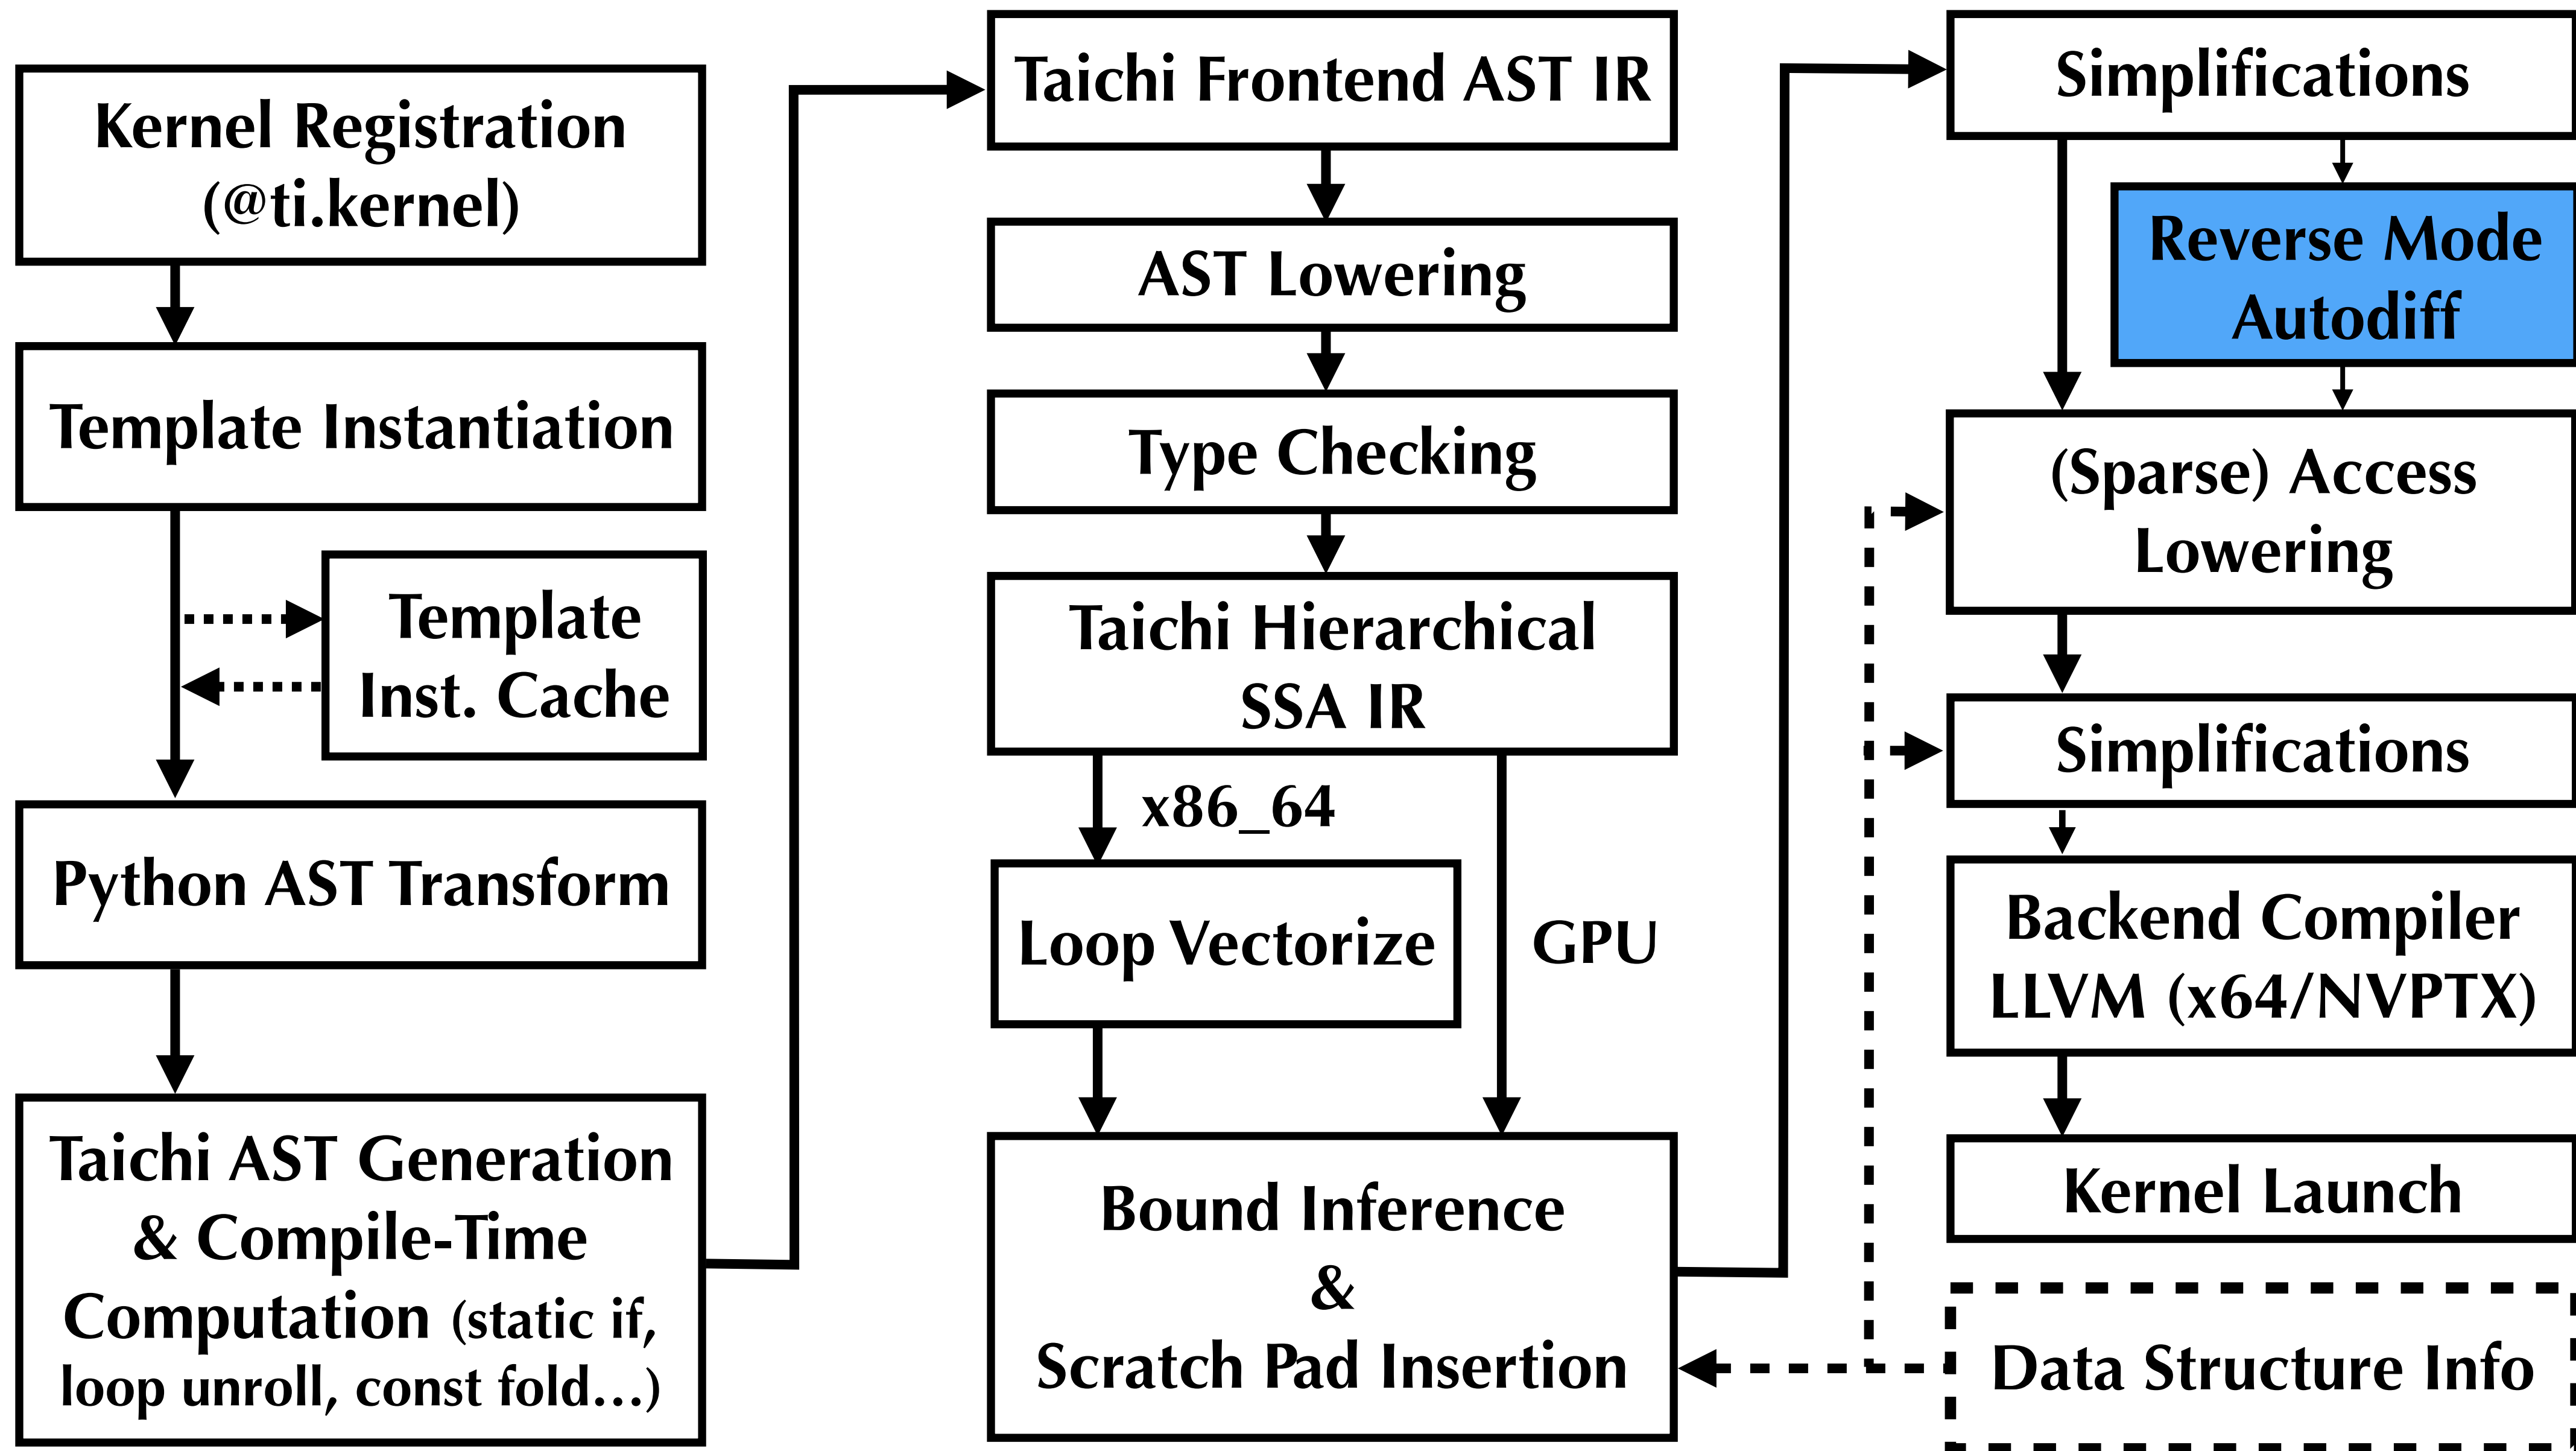 Kernel Registration
(@ti.kernel)
Template Instantiation
Template
Inst. Cache
Python AST Transform
Taichi AST Generation
& Compile-Time
Computation (static if,
loop unroll, const fold...)
Taichi Frontend AST IR
AST Lowering
Type Checking
Taichi Hierarchical
SSA IR
x86_64
Loop Vectorize
GPU
Bound Inference
&
Scratch Pad Insertion
Simplifications
Reverse Mode
Autodiff
(Sparse) Access
Lowering
Simplifications
Backend Compiler
LLVM (x64/NVPTX)
Kernel Launch
Data Structure Info